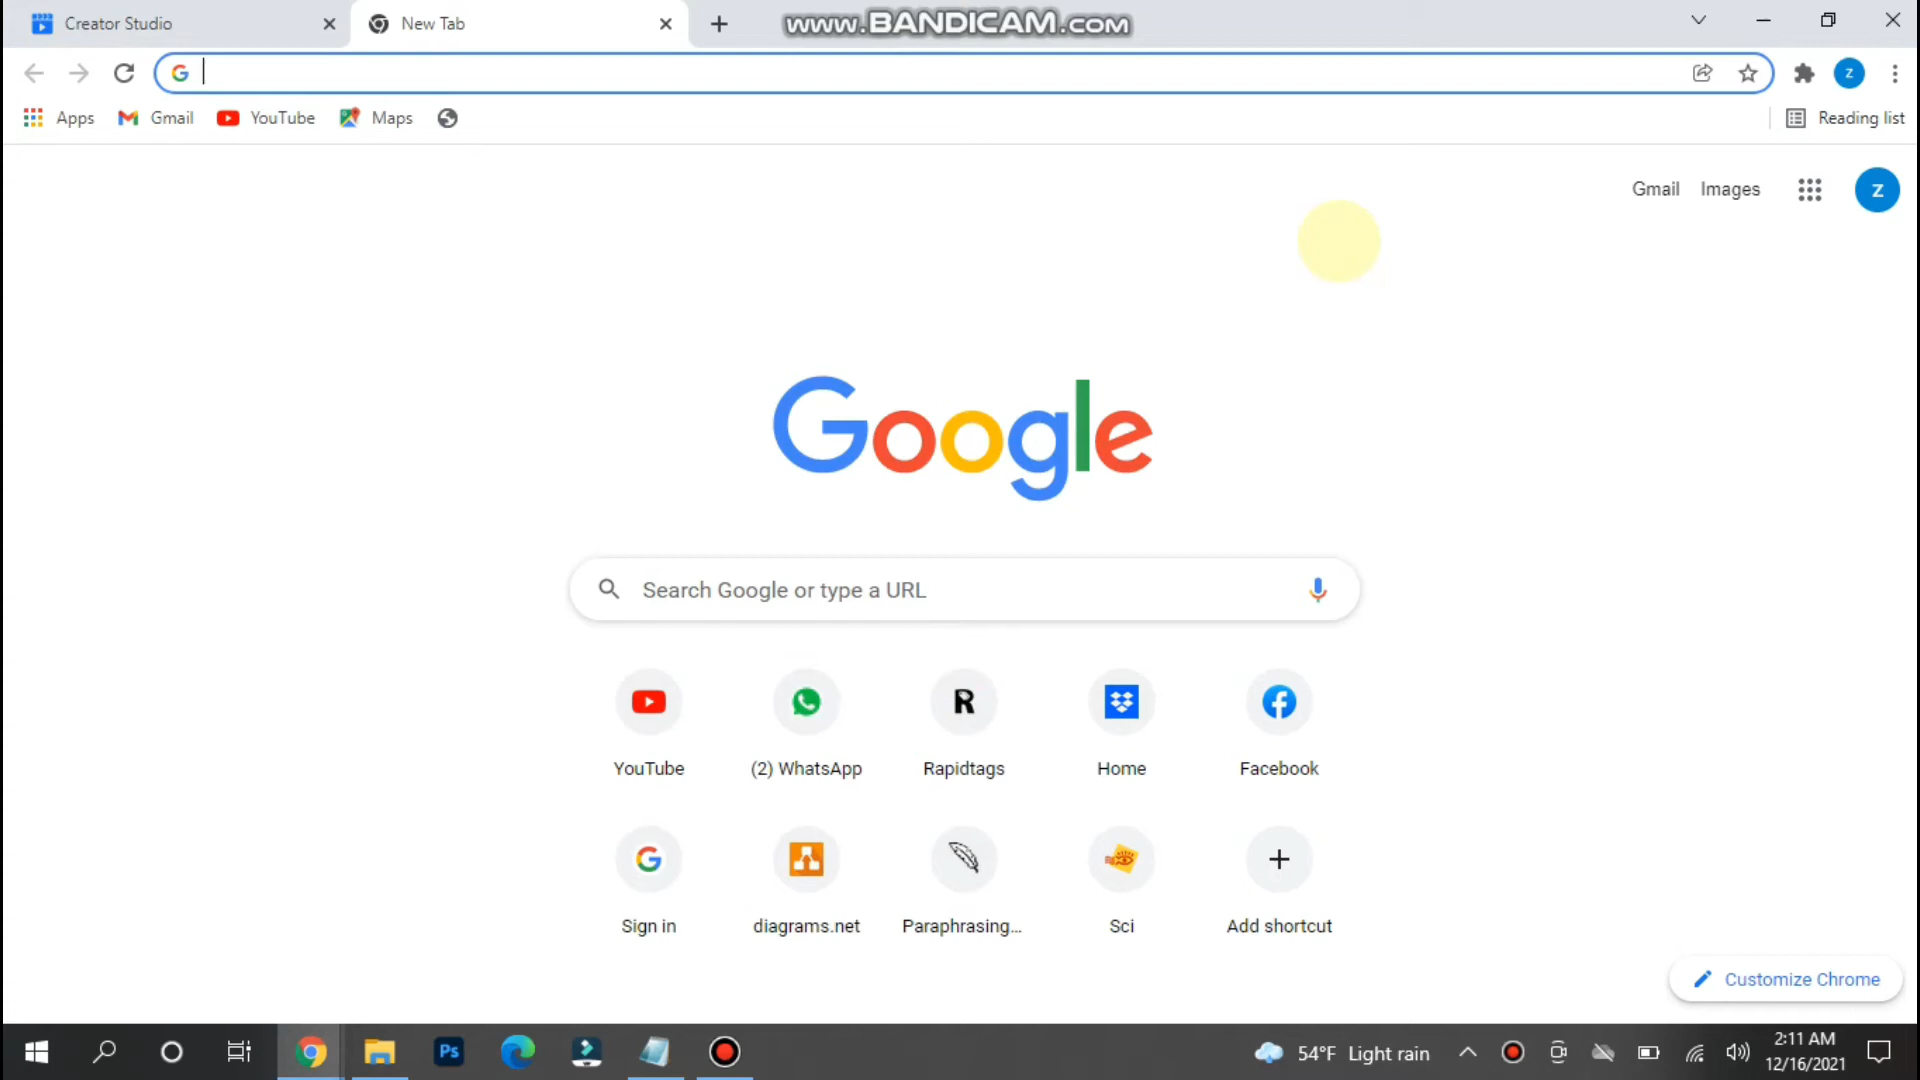 Creator Studio
New Tab
www.BANDICAM.com
Apps
Gmail
YouTube
Maps
Reading list
Gmail
Images
z
z
Google
Search Google or type a URL
YouTube
(2) WhatsApp
R
Rapidtags
Home
Facebook
Sign in
diagrams.net
Paraphrasing...
Sci
Add shortcut
Customize Chrome
Ps
54°F Light rain
2:11 AM
12/16/2021